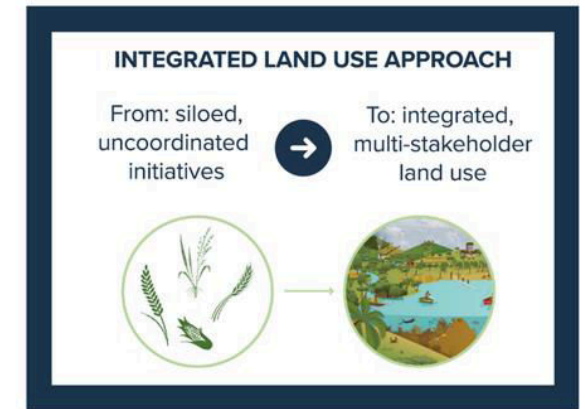 INTEGRATED LAND USE APPROACH
From: siloed,
uncoordinated
initiatives
To: integrated,
multi-stakeholder
land use